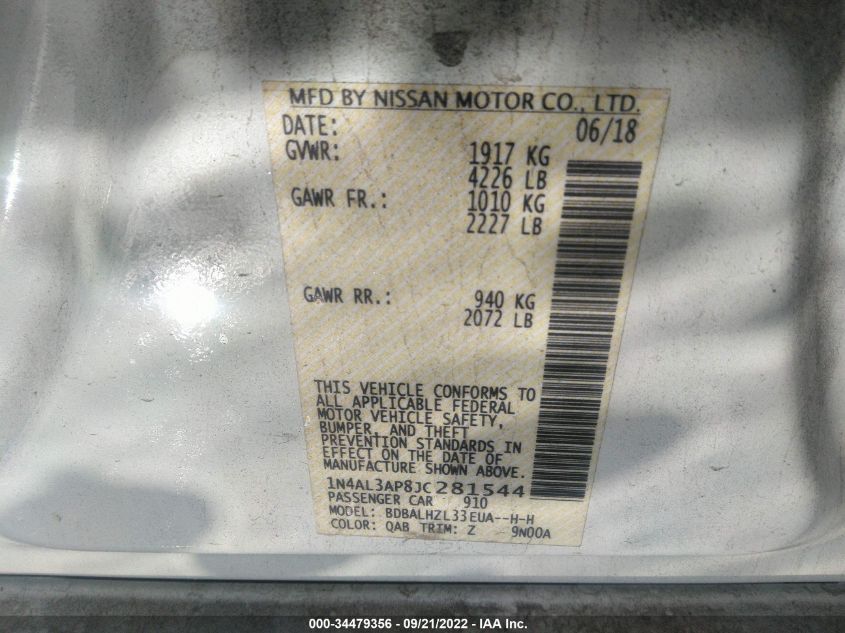 MFD BY NISSAN MOTOR CO., LTD.
DATE: 06/18
GVWR: 1917 KG
4226 LB
GAWR FR.: 1010 KG
2227 LB
GAWR RR.: 940 KG
2072 LB
THIS VEHICLE CONFORMS TO
ALL APPLICABLE FEDERAL
MOTOR VEHICLE SAFETY,
BUMPER, AND THEFT
PREVENTION STANDARDS IN
EFFECT ON THE DATE OF
MANUFACTURE SHOWN ABOVE.
1N4AL3AP8JC281544
PASSENGER CAR 910
MODEL: BDBALHZL33EUA--H-H
COLOR: QAB TRIM: Z 9N00A
000-34479356 - 09/21/2022 - IAA Inc.